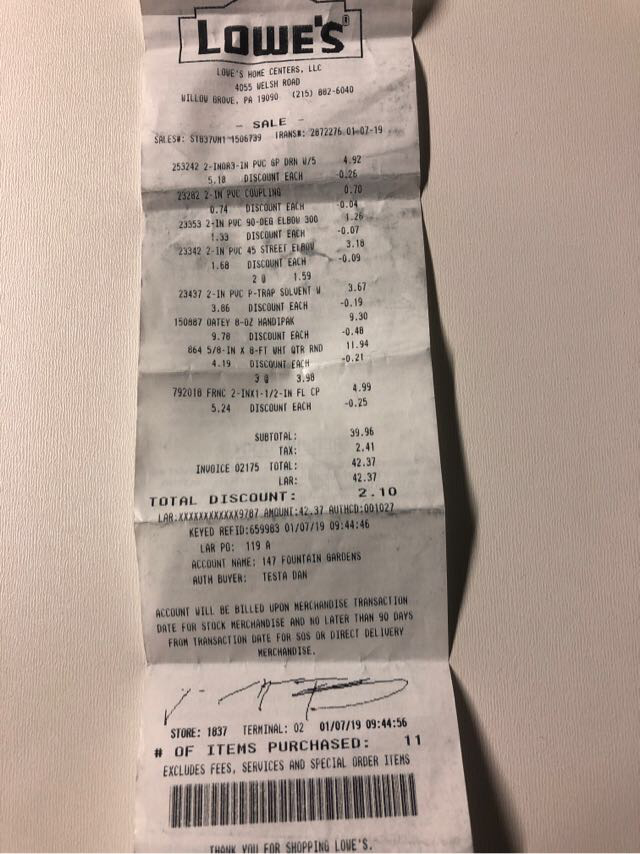 LOWE'S®
LOWE'S HOME CENTERS, LLC
4055 WELSH ROAD
WILLOW GROVE, PA 19090 (215) 882-6040
- SALE -
SALES#: ST837VM1 1506739 TRANS#: 2872276 01-07-19
253242 2-INOR3-IN PVC GP DRN W/5 4.92
5.18 DISCOUNT EACH -0.26
23262 2-IN PVC COUPLING 0.70
0.74 DISCOUNT EACH -0.04
23353 2-IN PVC 90-DEG ELBOW 300 1.26
1.33 DISCOUNT EACH -0.07
23342 2-IN PVC 45 STREET ELBOW 3.18
1.68 DISCOUNT EACH -0.09
2 @ 1.59
23437 2-IN PVC P-TRAP SOLVENT W 3.67
3.86 DISCOUNT EACH -0.19
150887 OATEY 8-OZ HANDIPAK 9.30
9.78 DISCOUNT EACH -0.48
864 5/8-IN X 8-FT WHT QTR RND 11.94
4.19 DISCOUNT EACH -0.21
3 @ 3.98
792018 FRNC 2-INX1-1/2-IN FL CP 4.99
5.24 DISCOUNT EACH -0.25
SUBTOTAL: 39.96
TAX: 2.41
INVOICE 02175 TOTAL: 42.37
LAR: 42.37
TOTAL DISCOUNT: 2.10
LAR:XXXXXXXXXXXX9787 AMOUNT:42.37 AUTHCD:001027
KEYED REFID:659983 01/07/19 09:44:46
LAR PO: 119 A
ACCOUNT NAME: 147 FOUNTAIN GARDENS
AUTH BUYER: TESTA DAN
ACCOUNT WILL BE BILLED UPON MERCHANDISE TRANSACTION
DATE FOR STOCK MERCHANDISE AND NO LATER THAN 90 DAYS
FROM TRANSACTION DATE FOR SOS OR DIRECT DELIVERY
MERCHANDISE.
STORE: 1837 TERMINAL: 02 01/07/19 09:44:56
# OF ITEMS PURCHASED: 11
EXCLUDES FEES, SERVICES AND SPECIAL ORDER ITEMS
THANK YOU FOR SHOPPING LOWE'S.